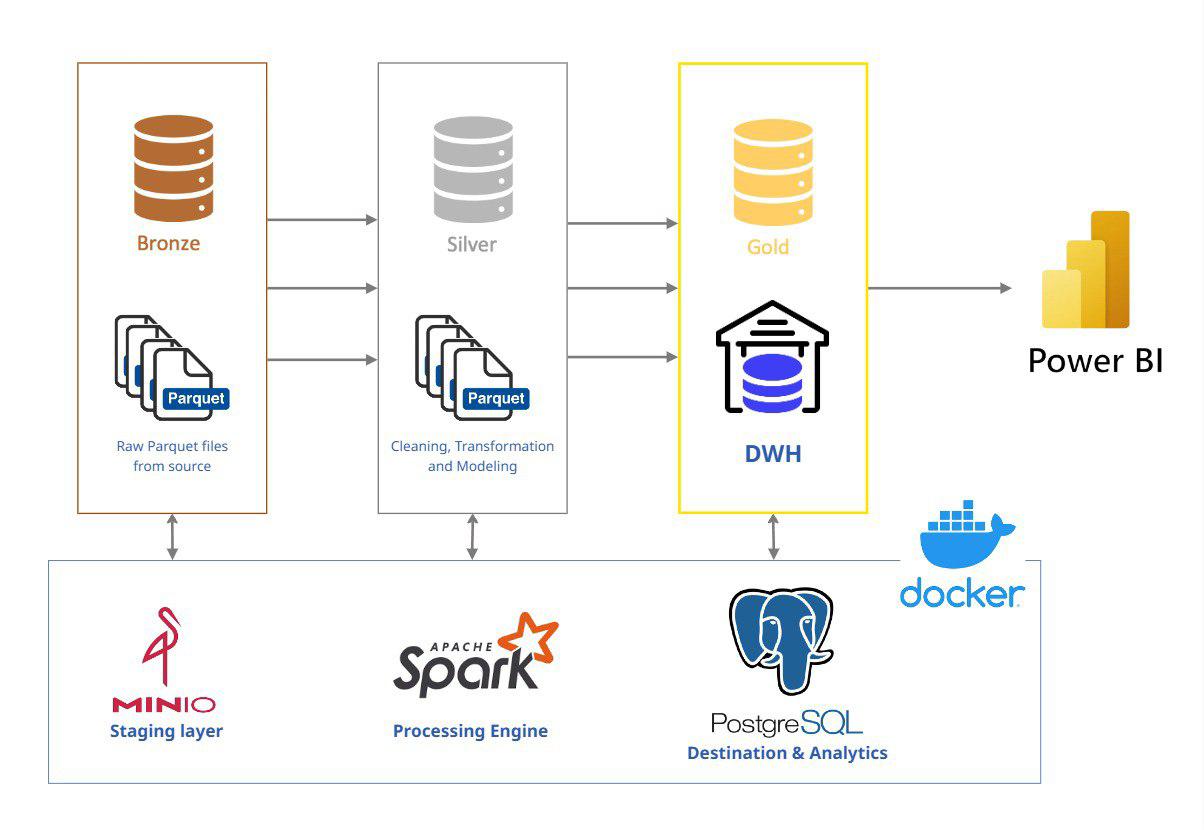 Bronze
Parquet
Raw Parquet files
from source
Silver
Parquet
Cleaning, Transformation
and Modeling
Gold
DWH
Power BI
docker
MINIO
Staging layer
APACHE
Spark
Processing Engine
PostgreSQL
Destination & Analytics